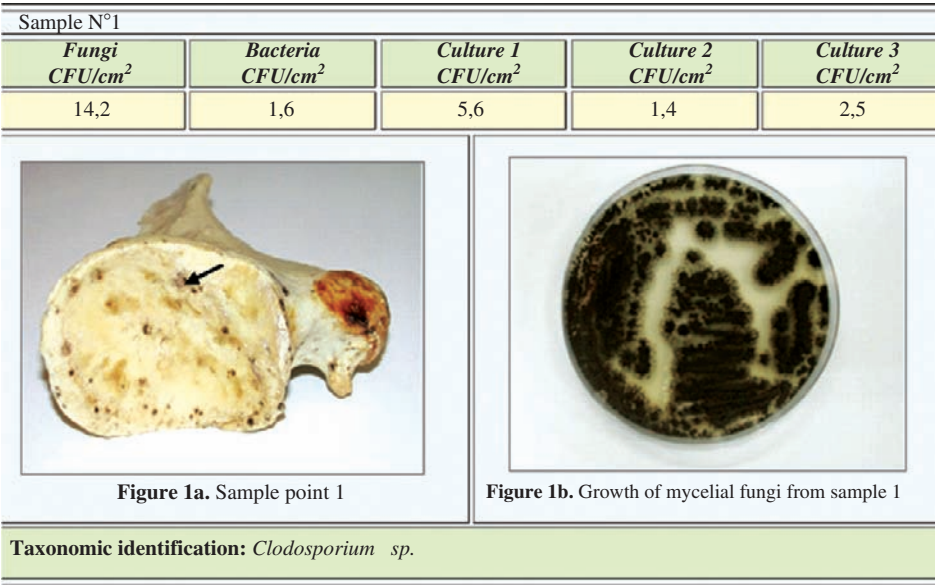 Sample N°1
Fungi CFU/cm2 Bacteria CFU/cm2 Culture 1 CFU/cm2 Culture 2 CFU/cm2 Culture 3 CFU/cm2
14,2 1,6 5,6 1,4 2,5
Figure 1a. Sample point 1
Figure 1b. Growth of mycelial fungi from sample 1
Taxonomic identification: Clodosporium sp.